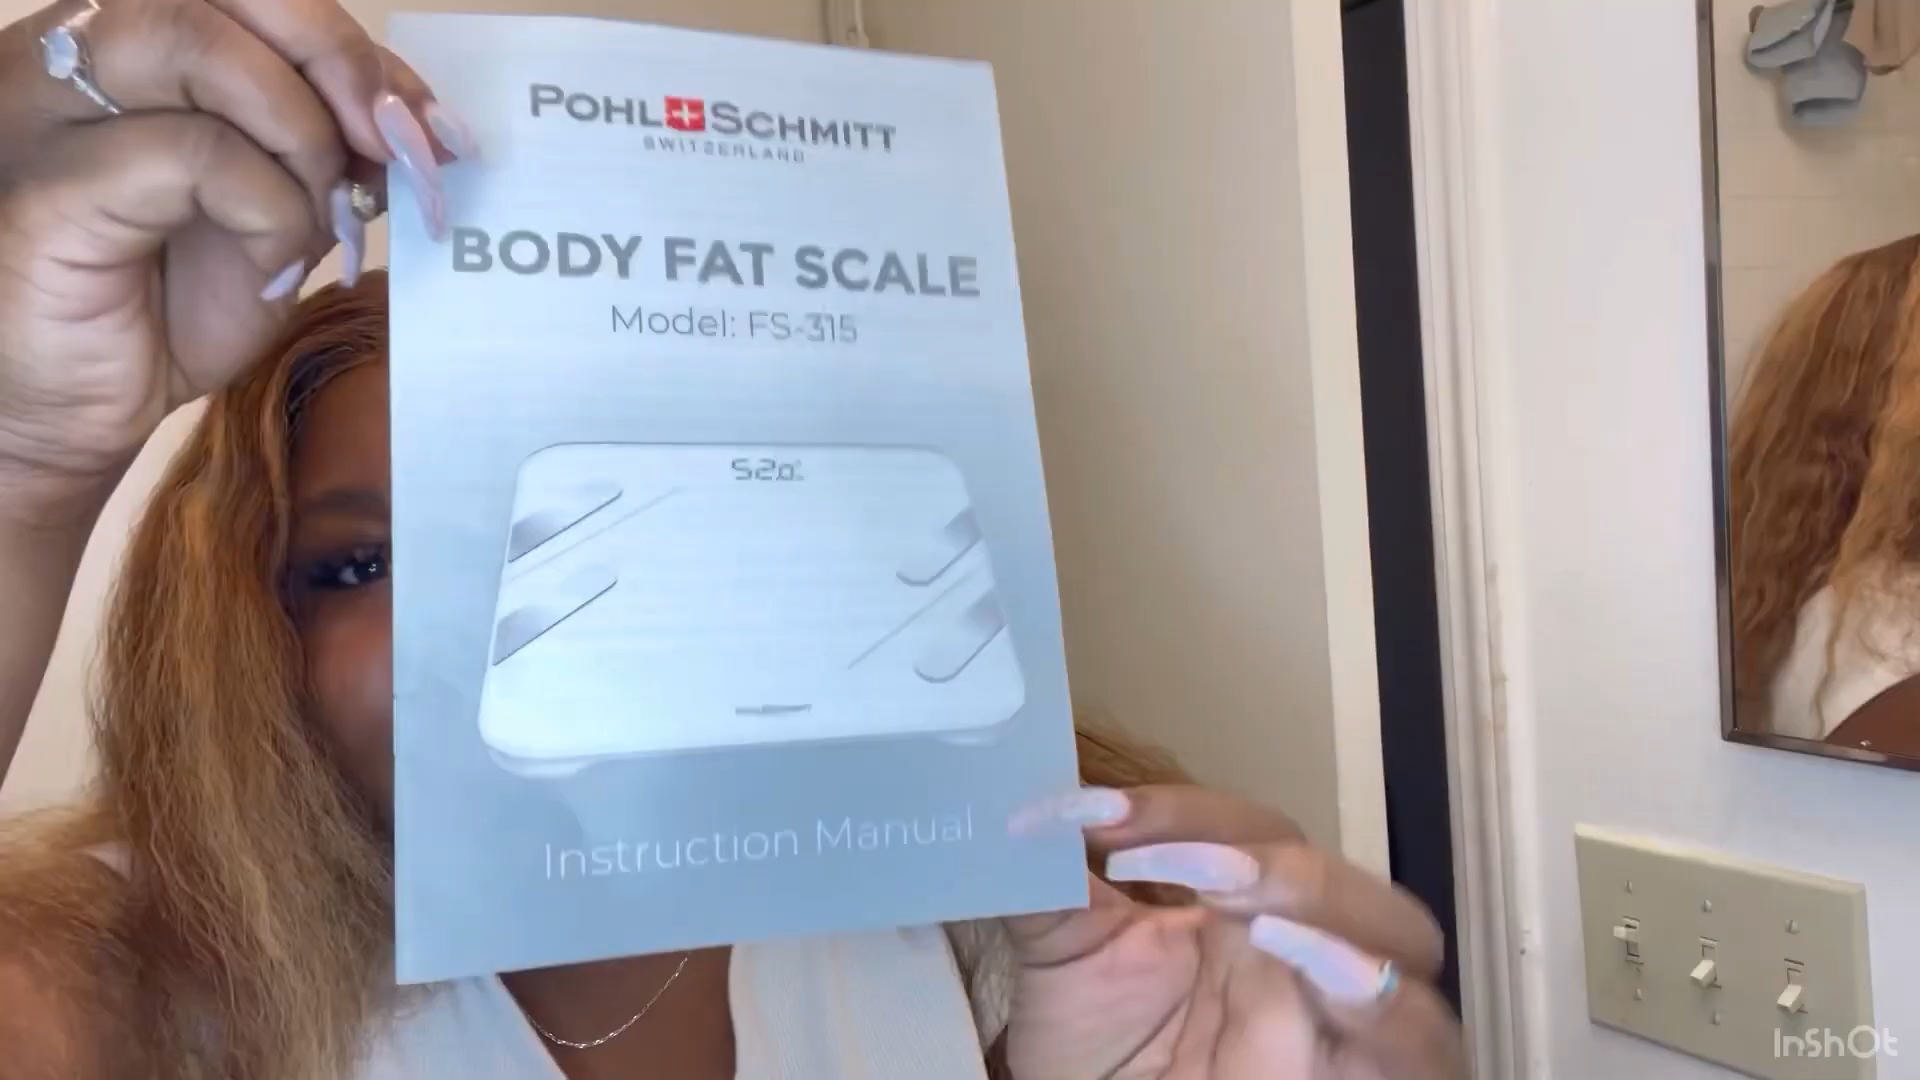 POHL SCHMITT
SWITZERLAND
BODY FAT SCALE
Model: FS-315
52.0
Instruction Manual
InShOt